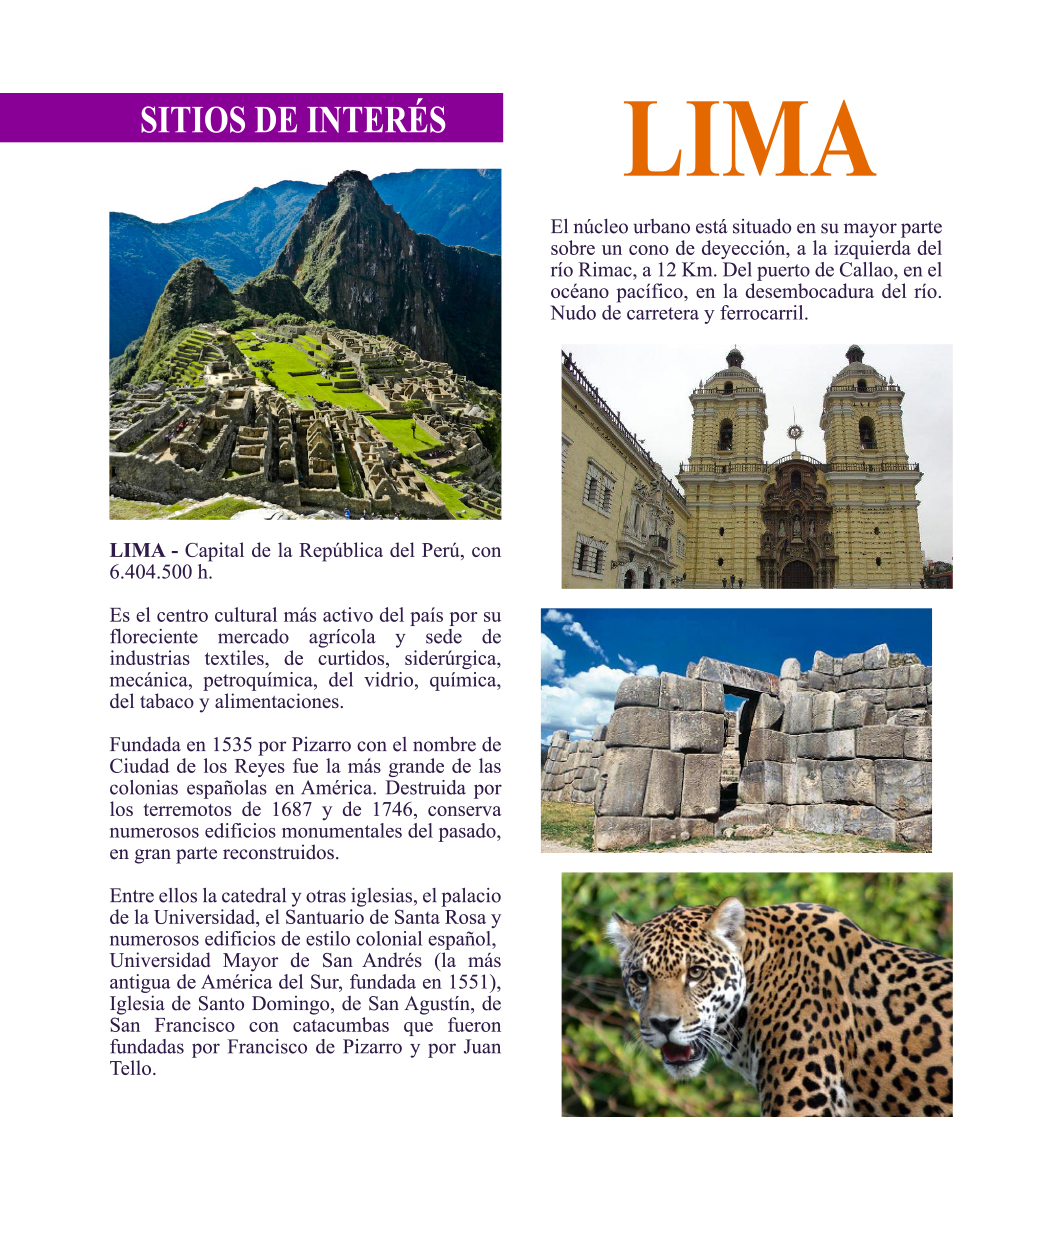 SITIOS DE INTERÉS
LIMA - Capital de la República del Perú, con
6.404.500 h.
Es el centro cultural más activo del país por su
floreciente mercado agrícola y sede de
industrias textiles, de curtidos, siderúrgica,
mecánica, petroquímica, del vidrio, química,
del tabaco y alimentaciones.
Fundada en 1535 por Pizarro con el nombre de
Ciudad de los Reyes fue la más grande de las
colonias españolas en América. Destruida por
los terremotos de 1687 y de 1746, conserva
numerosos edificios monumentales del pasado,
en gran parte reconstruidos.
Entre ellos la catedral y otras iglesias, el palacio
de la Universidad, el Santuario de Santa Rosa y
numerosos edificios de estilo colonial español,
Universidad Mayor de San Andrés (la más
antigua de América del Sur, fundada en 1551),
Iglesia de Santo Domingo, de San Agustín, de
San Francisco con catacumbas que fueron
fundadas por Francisco de Pizarro y por Juan
Tello.
LIMA
El núcleo urbano está situado en su mayor parte
sobre un cono de deyección, a la izquierda del
río Rimac, a 12 Km. Del puerto de Callao, en el
océano pacífico, en la desembocadura del río.
Nudo de carretera y ferrocarril.